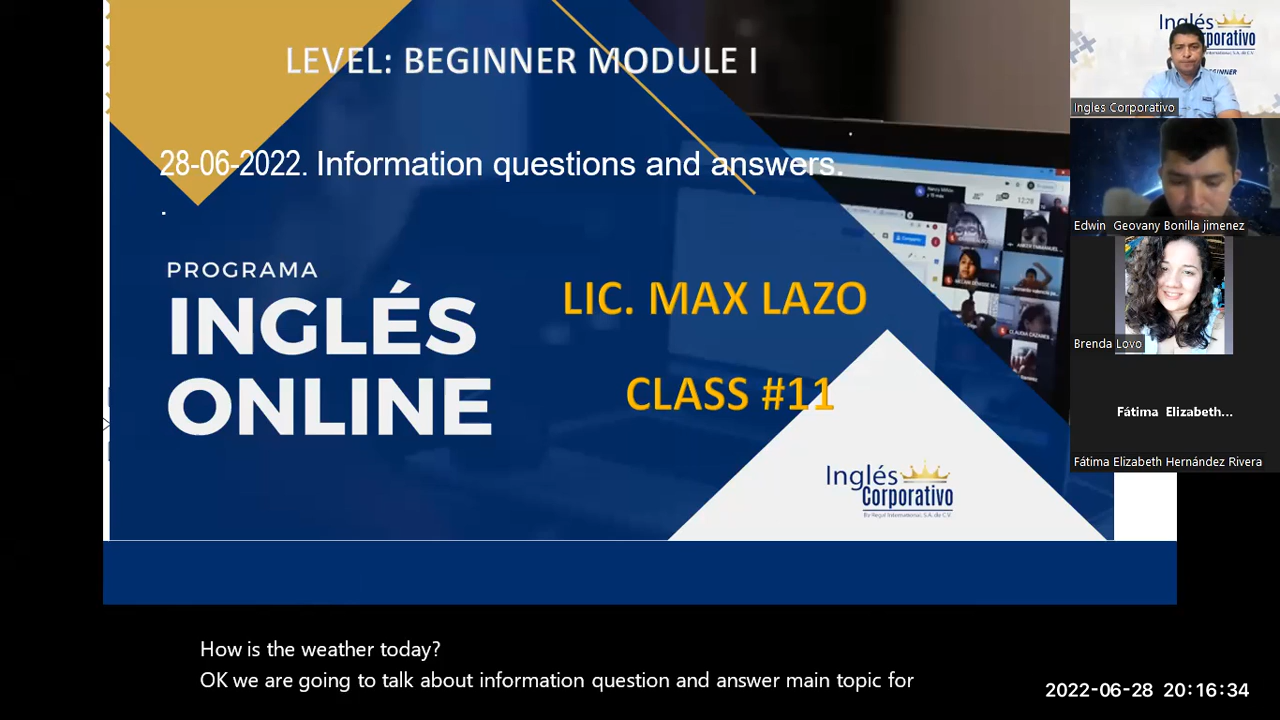 LEVEL: BEGINNER MODULE I
28-06-2022. Information questions and answers.
.
PROGRAMA
INGLÉS
ONLINE
LIC. MAX LAZO
CLASS #11
Inglés
Corporativo
How is the weather today?
OK we are going to talk about information question and answer main topic for
Inglés
Ingles Corporativo
Edwin Geovany Bonilla jimenez
Brenda Lovo
Fátima Elizabeth...
Fátima Elizabeth Hernández Rivera
2022-06-28 20:16:34